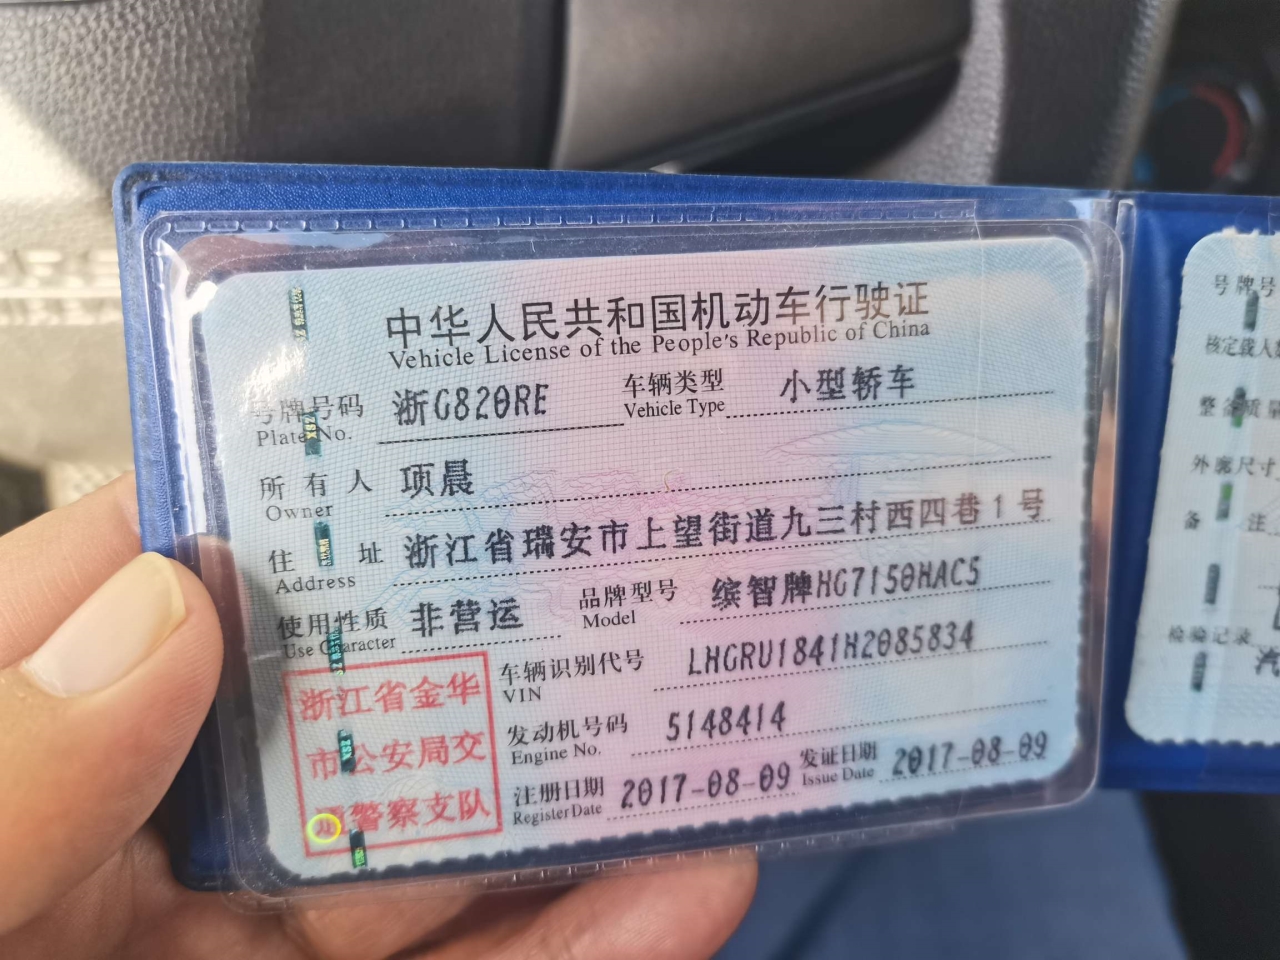 中华人民共和国机动车行驶证
Vehicle License of the People's Republic of China
号牌号码 浙G820RE 车辆类型 小型轿车
Plate No. Vehicle Type
所有人 项晨
Owner
住址 浙江省瑞安市上望街道九三村西四巷1号
Address
使用性质 非营运 品牌型号 缤智牌HG7150HAC5
Use Character Model
浙江省金华
市公安局交
通警察支队
车辆识别代号 LHGRU1841H2085834
VIN
发动机号码 5148414
Engine No.
注册日期 2017-08-09 发证日期 2017-08-09
Register Date Issue Date
号牌号
核定载人
整备质量
外廓尺寸
备注
检验记录
汽